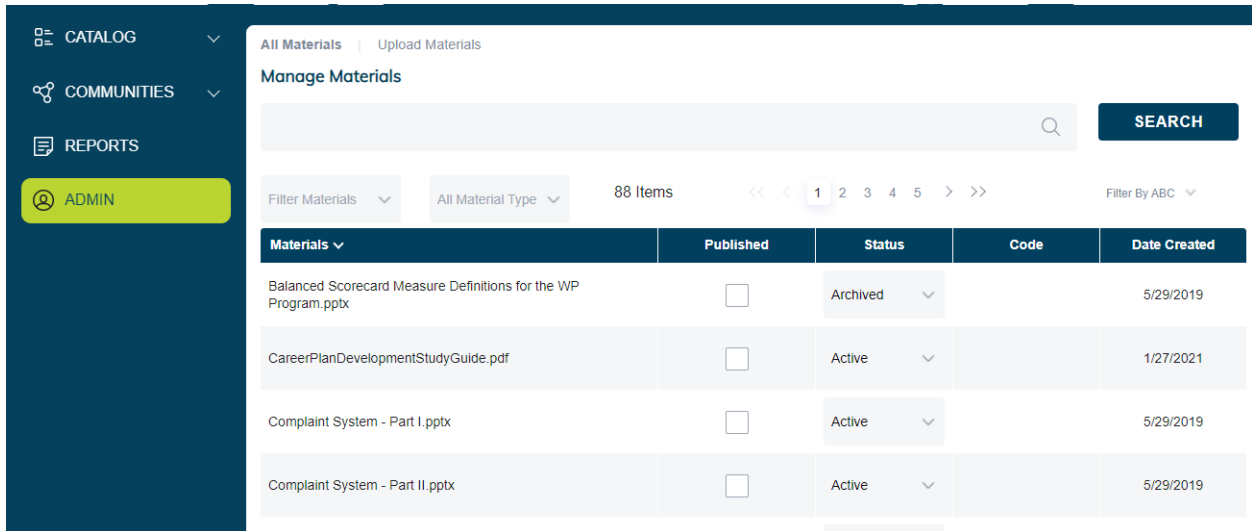 CATALOG
COMMUNITIES
REPORTS
ADMIN
All Materials | Upload Materials
Manage Materials
SEARCH
Filter Materials
All Material Type
88 Items
<< < 1 2 3 4 5 > >>
Filter By ABC
Materials Published Status Code Date Created
Balanced Scorecard Measure Definitions for the WP
Program.pptx
Archived
5/29/2019
CareerPlanDevelopmentStudyGuide.pdf Active 1/27/2021
Complaint System - Part I.pptx Active 5/29/2019
Complaint System - Part II.pptx Active 5/29/2019